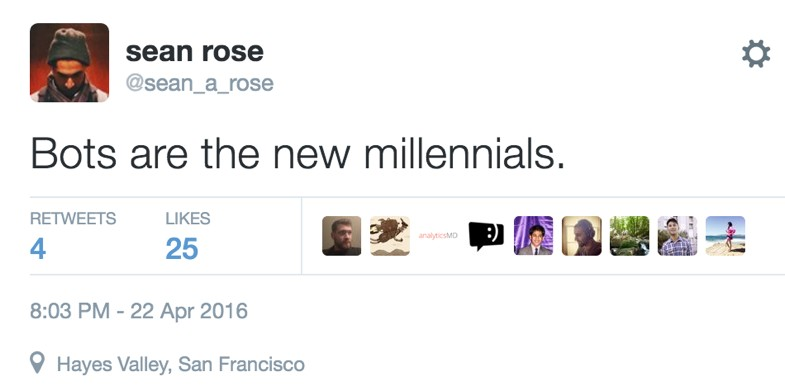 sean rose
@sean_a_rose
Bots are the new millennials.
RETWEETS LIKES
4 25
analyticsMD
:)
8:03 PM - 22 Apr 2016
Hayes Valley, San Francisco